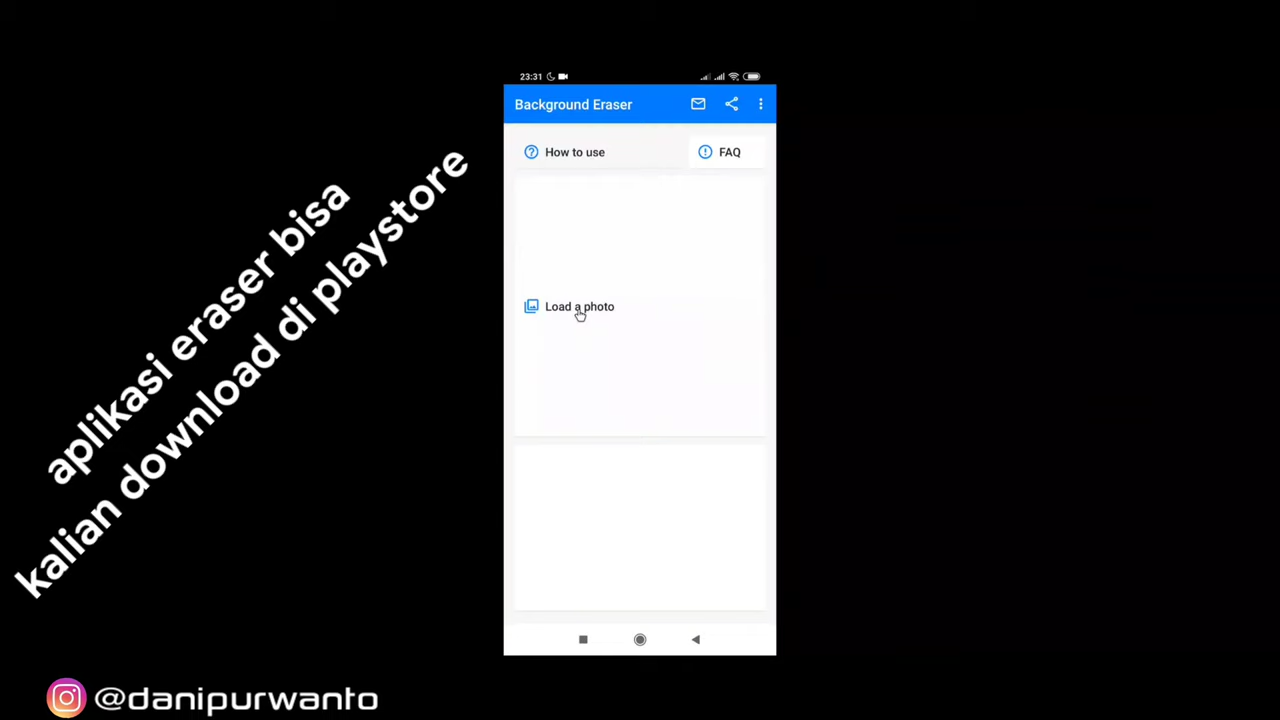 23:31
Background Eraser
How to use
FAQ
Load a photo
aplikasi eraser bisa
kalian download di playstore
@danipurwanto